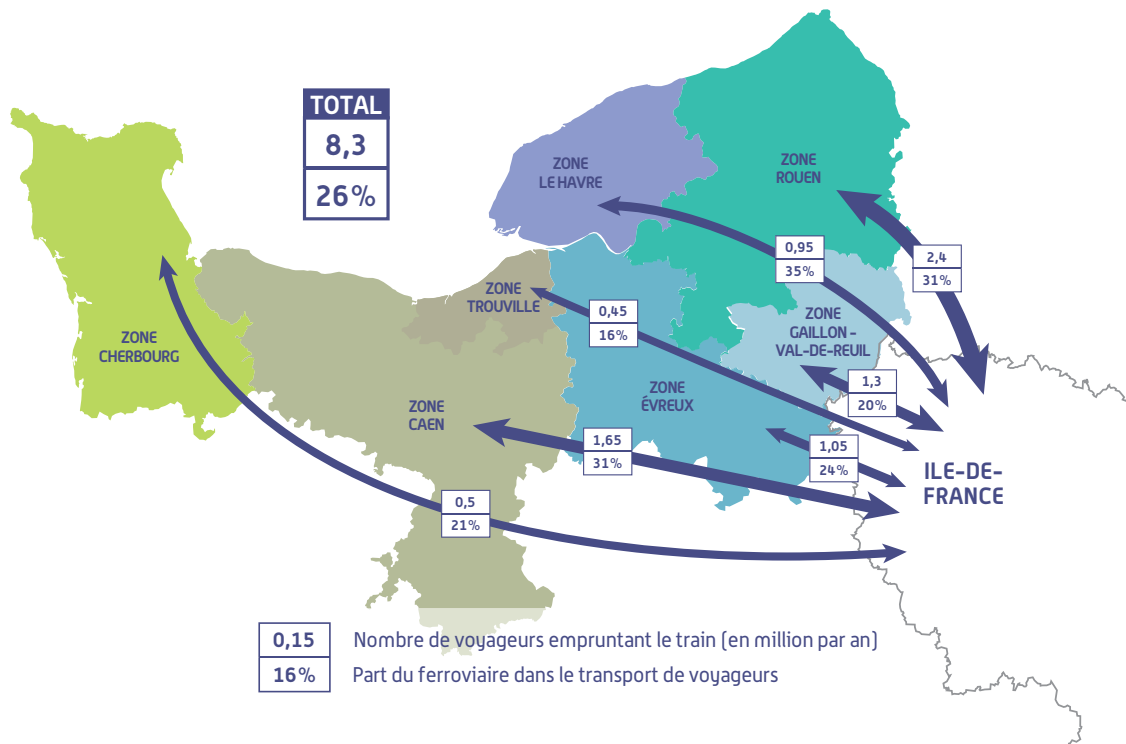 TOTAL
8,3
26%
ZONE
LE HAVRE
ZONE
ROUEN
0,95
35%
2,4
31%
ZONE
TROUVILLE
0,45
16%
ZONE
GAILLON -
VAL-DE-REUIL
ZONE
CHERBOURG
1,3
20%
ZONE
ÉVREUX
ZONE
CAEN
1,65
31%
1,05
24%
ILE-DE-
FRANCE
0,5
21%
0,15 Nombre de voyageurs empruntant le train (en million par an)
16% Part du ferroviaire dans le transport de voyageurs